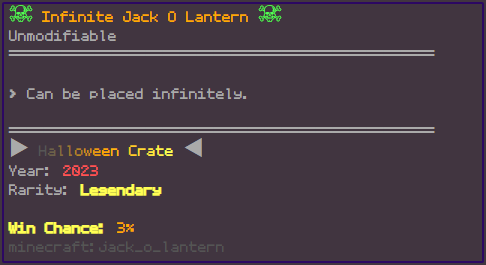 ☠ Infinite Jack O Lantern ☠
Unmodifiable
> Can be placed infinitely.
▶ Halloween Crate ◀
Year: 2023
Rarity: Legendary
Win Chance: 3%
minecraft:jack_o_lantern